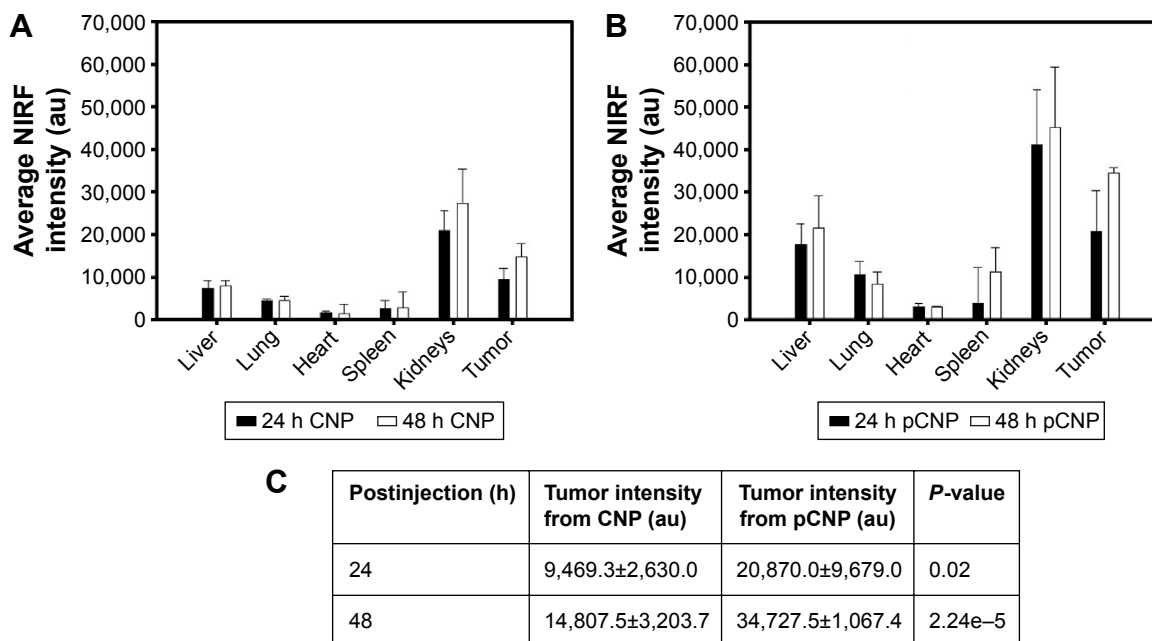 A
Average NIRF
intensity (au)
70,000
60,000
50,000
40,000
30,000
20,000
10,000
0
Liver
Lung
Heart
Spleen
Kidneys
Tumor
24 h CNP
48 h CNP
B
Average NIRF
intensity (au)
70,000
60,000
50,000
40,000
30,000
20,000
10,000
0
Liver
Lung
Heart
Spleen
Kidneys
Tumor
24 h pCNP
48 h pCNP
C
Postinjection (h)
Tumor intensity
from CNP (au)
Tumor intensity
from pCNP (au)
P-value
24
9,469.3±2,630.0
20,870.0±9,679.0
0.02
48
14,807.5±3,203.7
34,727.5±1,067.4
2.24e–5